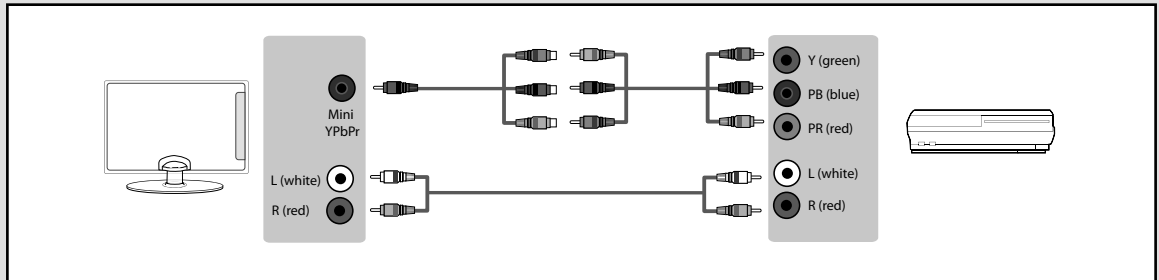 Mini
YPbPr
L (white)
R (red)
Y (green)
PB (blue)
PR (red)
L (white)
R (red)